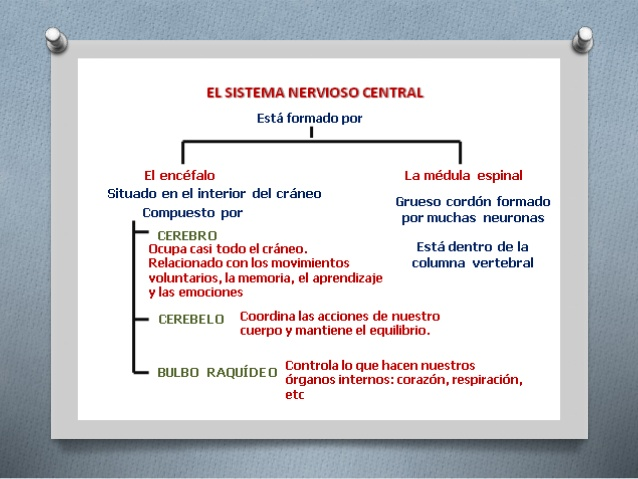 EL SISTEMA NERVIOSO CENTRAL
Está formado por
El encéfalo
Situado en el interior del cráneo
Compuesto por
CEREBRO
Ocupa casi todo el cráneo.
Relacionado con los movimientos
voluntarios, la memoria, el aprendizaje
y las emociones
CEREBELO
Coordina las acciones de nuestro
cuerpo y mantiene el equilibrio.
BULBO RAQUÍDEO
Controla lo que hacen nuestros
órganos internos: corazón, respiración,
etc
La médula espinal
Grueso cordón formado
por muchas neuronas
Está dentro de la
columna vertebral